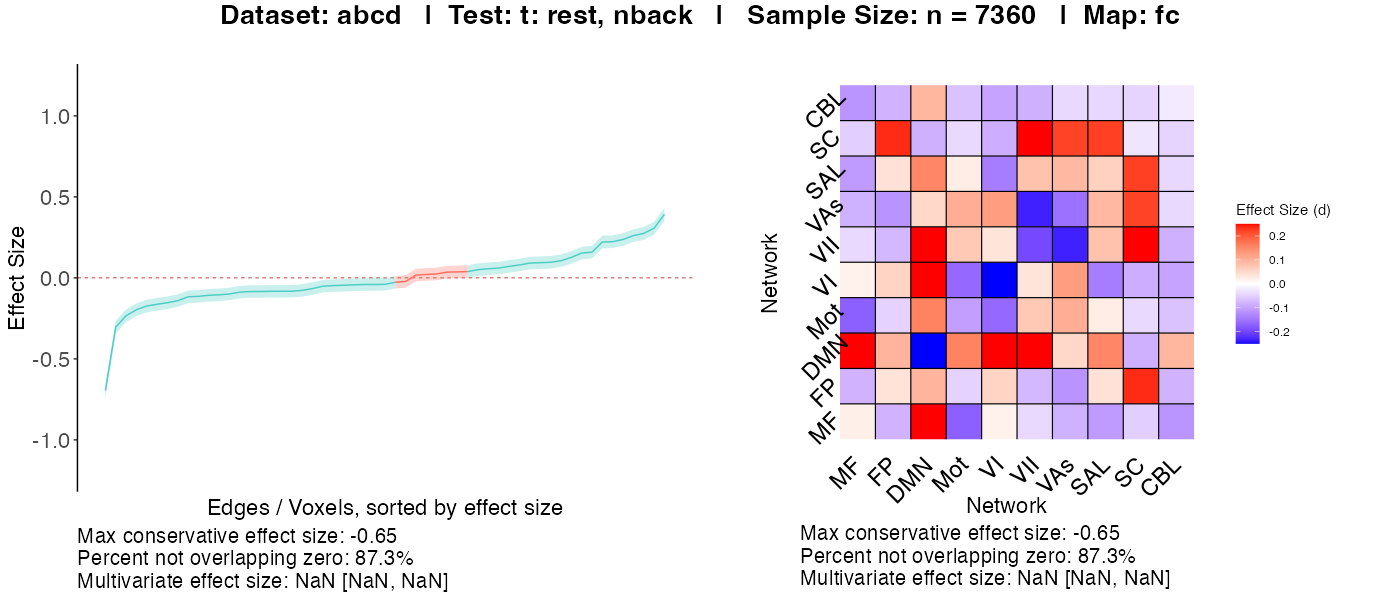 Dataset: abcd | Test: t: rest, nback | Sample Size: n = 7360 | Map: fc
Effect Size
1.0
0.5
0.0
-0.5
-1.0
Edges / Voxels, sorted by effect size
Max conservative effect size: -0.65
Percent not overlapping zero: 87.3%
Multivariate effect size: NaN [NaN, NaN]
Network
CBL
SC
SAL
VAs
VII
VI
Mot
DMN
FP
MF
MF FP DMN Mot VI VII VAs SAL SC CBL
Network
Effect Size (d)
0.2
0.1
0.0
-0.1
-0.2
Max conservative effect size: -0.65
Percent not overlapping zero: 87.3%
Multivariate effect size: NaN [NaN, NaN]